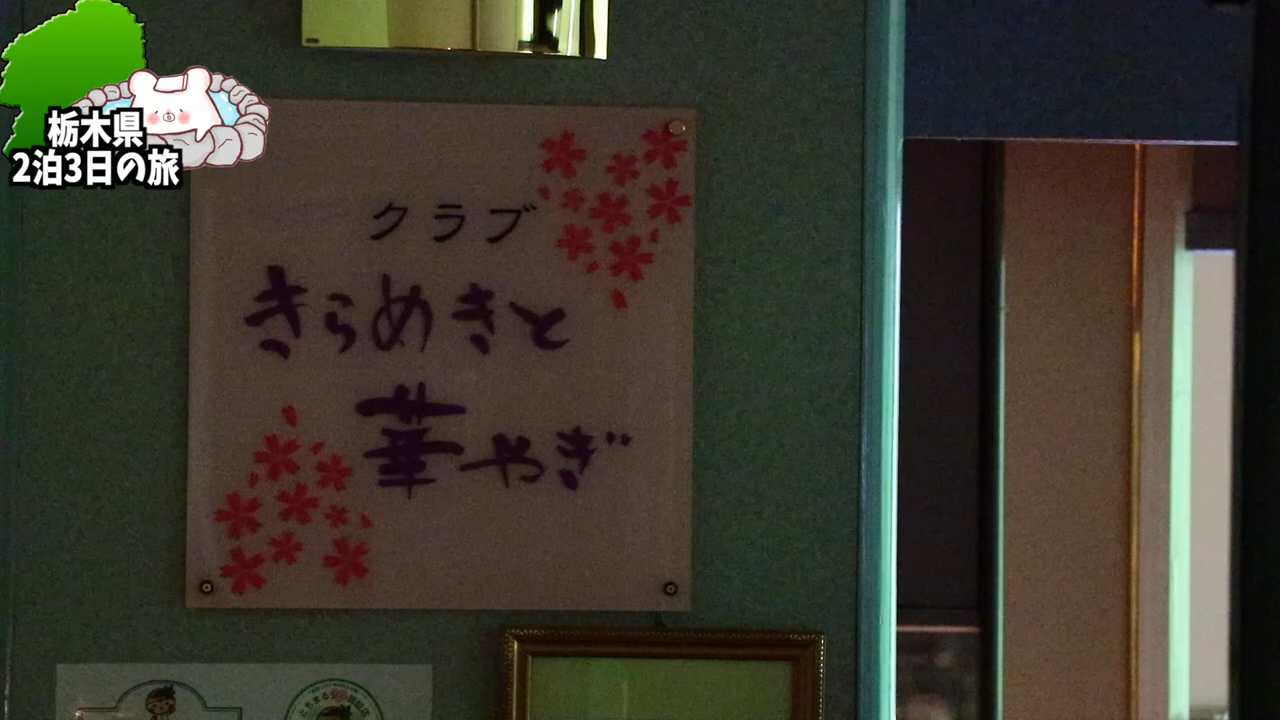 栃木県
2泊3日の旅
クラブ
きらめきと
華やぎ